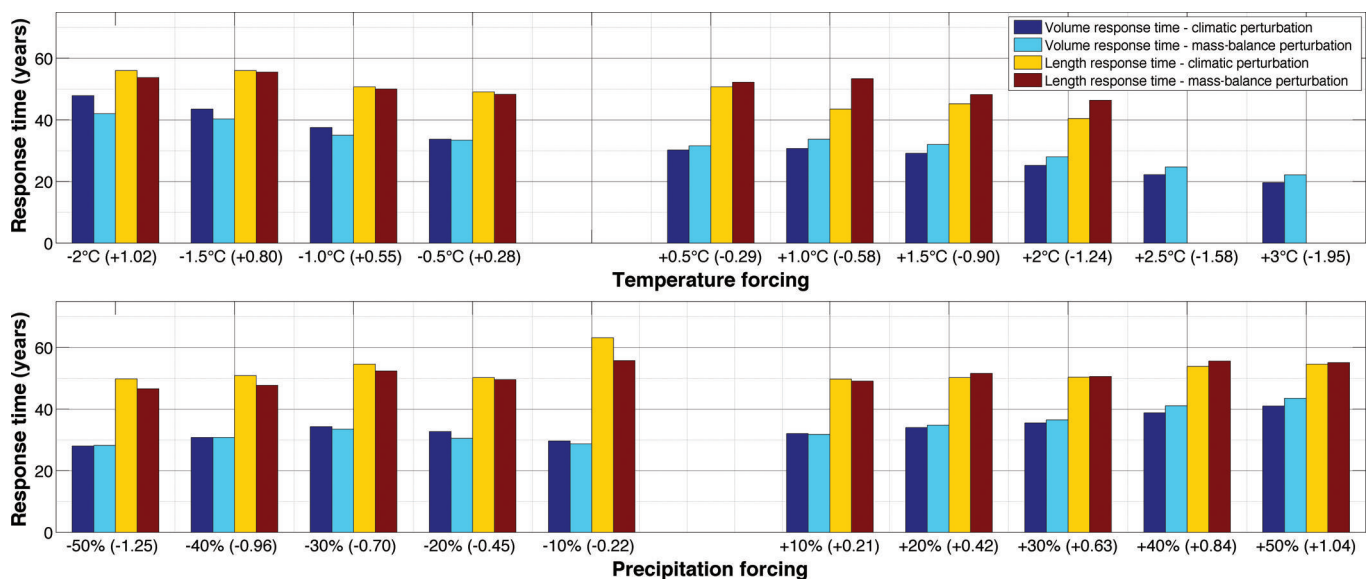 Response time (years)
60
40
20
0
Volume response time - climatic perturbation
Volume response time - mass-balance perturbation
Length response time - climatic perturbation
Length response time - mass-balance perturbation
-2°C (+1.02) -1.5°C (+0.80) -1.0°C (+0.55) -0.5°C (+0.28) +0.5°C (-0.29) +1.0°C (-0.58) +1.5°C (-0.90) +2°C (-1.24) +2.5°C (-1.58) +3°C (-1.95)
Temperature forcing
Response time (years)
60
40
20
0
-50% (-1.25) -40% (-0.96) -30% (-0.70) -20% (-0.45) -10% (-0.22) +10% (+0.21) +20% (+0.42) +30% (+0.63) +40% (+0.84) +50% (+1.04)
Precipitation forcing